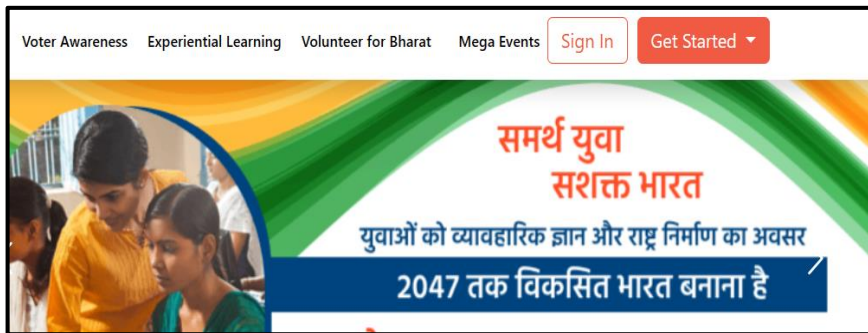 Voter Awareness Experiential Learning Volunteer for Bharat Mega Events Sign In Get Started
समर्थ युवा
सशक्त भारत
युवाओं को व्यावहारिक ज्ञान और राष्ट्र निर्माण का अवसर
2047 तक विकसित भारत बनाना है